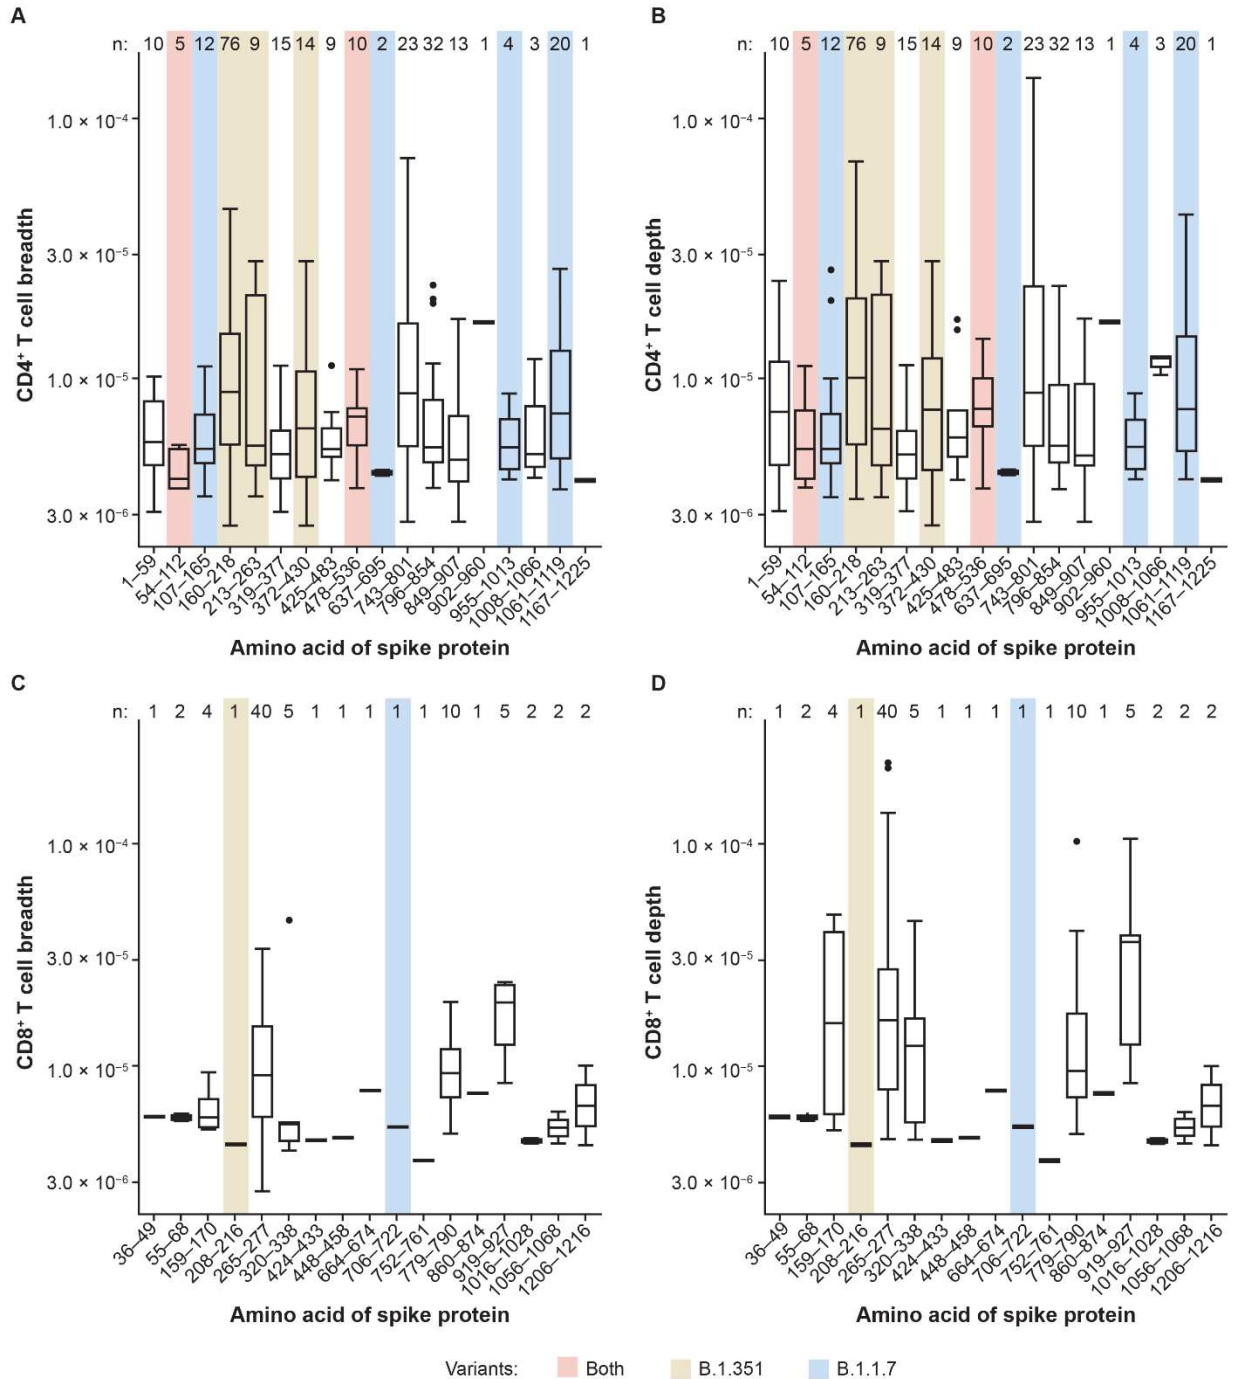 A
n: 10 5 12 76 9 15 14 9 10 2 23 32 13 1 4 3 20 1
1.0 × 10⁻⁴
3.0 × 10⁻⁵
1.0 × 10⁻⁵
3.0 × 10⁻⁶
CD4⁺ T cell breadth
1–59 54–112 107–165 160–218 213–263 319–377 372–430 425–483 478–536 637–695 743–801 796–854 849–907 902–960 955–1013 1008–1066 1061–1119 1167–1225
Amino acid of spike protein
B
n: 10 5 12 76 9 15 14 9 10 2 23 32 13 1 4 3 20 1
1.0 × 10⁻⁴
3.0 × 10⁻⁵
1.0 × 10⁻⁵
3.0 × 10⁻⁶
CD4⁺ T cell depth
1–59 54–112 107–165 160–218 213–263 319–377 372–430 425–483 478–536 637–695 743–801 796–854 849–907 902–960 955–1013 1008–1066 1061–1119 1167–1225
Amino acid of spike protein
C
n: 1 2 4 1 40 5 1 1 1 1 1 10 1 5 2 2 2
1.0 × 10⁻⁴
3.0 × 10⁻⁵
1.0 × 10⁻⁵
3.0 × 10⁻⁶
CD8⁺ T cell breadth
36–49 55–68 159–170 208–216 265–277 320–338 424–433 448–458 664–674 706–722 752–761 779–790 860–874 919–927 1016–1028 1056–1068 1206–1216
Amino acid of spike protein
D
n: 1 2 4 1 40 5 1 1 1 1 1 10 1 5 2 2 2
1.0 × 10⁻⁴
3.0 × 10⁻⁵
1.0 × 10⁻⁵
3.0 × 10⁻⁶
CD8⁺ T cell depth
36–49 55–68 159–170 208–216 265–277 320–338 424–433 448–458 664–674 706–722 752–761 779–790 860–874 919–927 1016–1028 1056–1068 1206–1216
Amino acid of spike protein
Variants: Both B.1.351 B.1.1.7